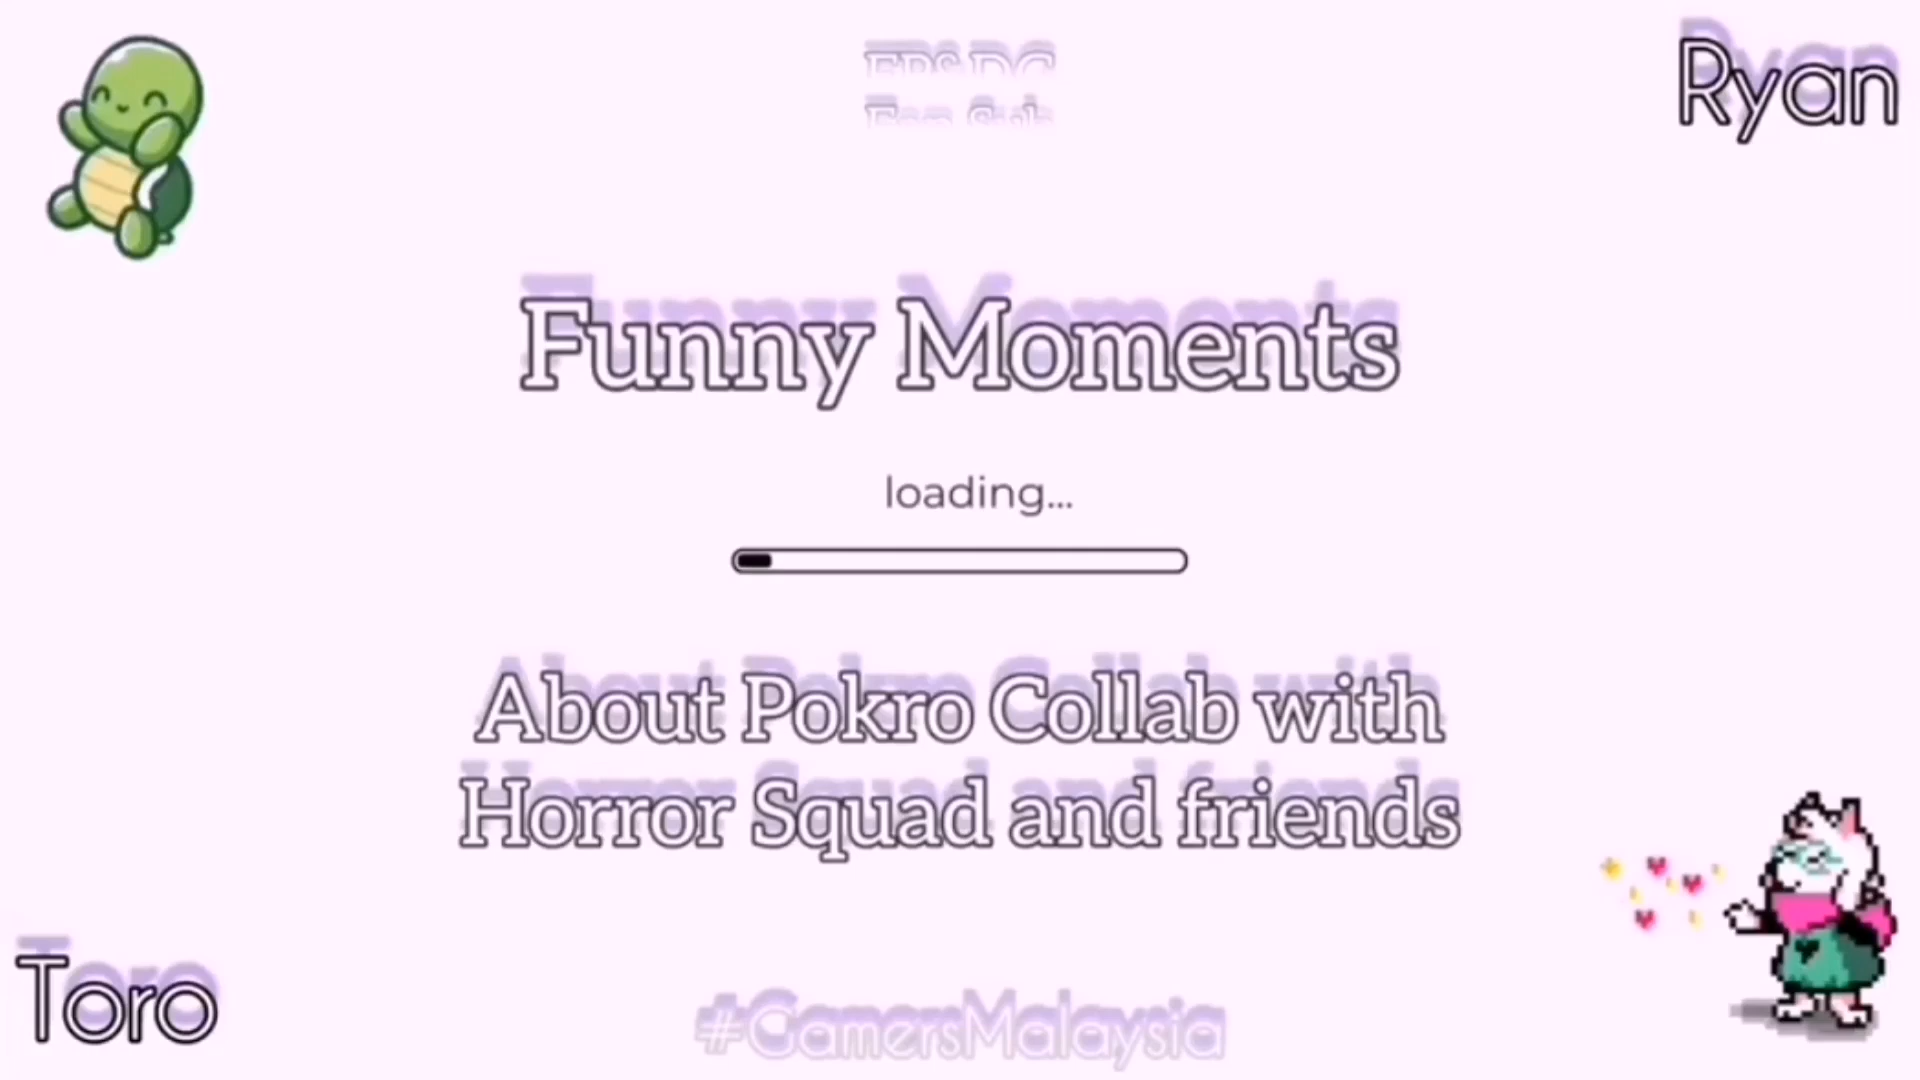 Ryan
Funny Moments
loading...
About Pokro Collab with
Horror Squad and friends
Toro
#GamersMalaysia